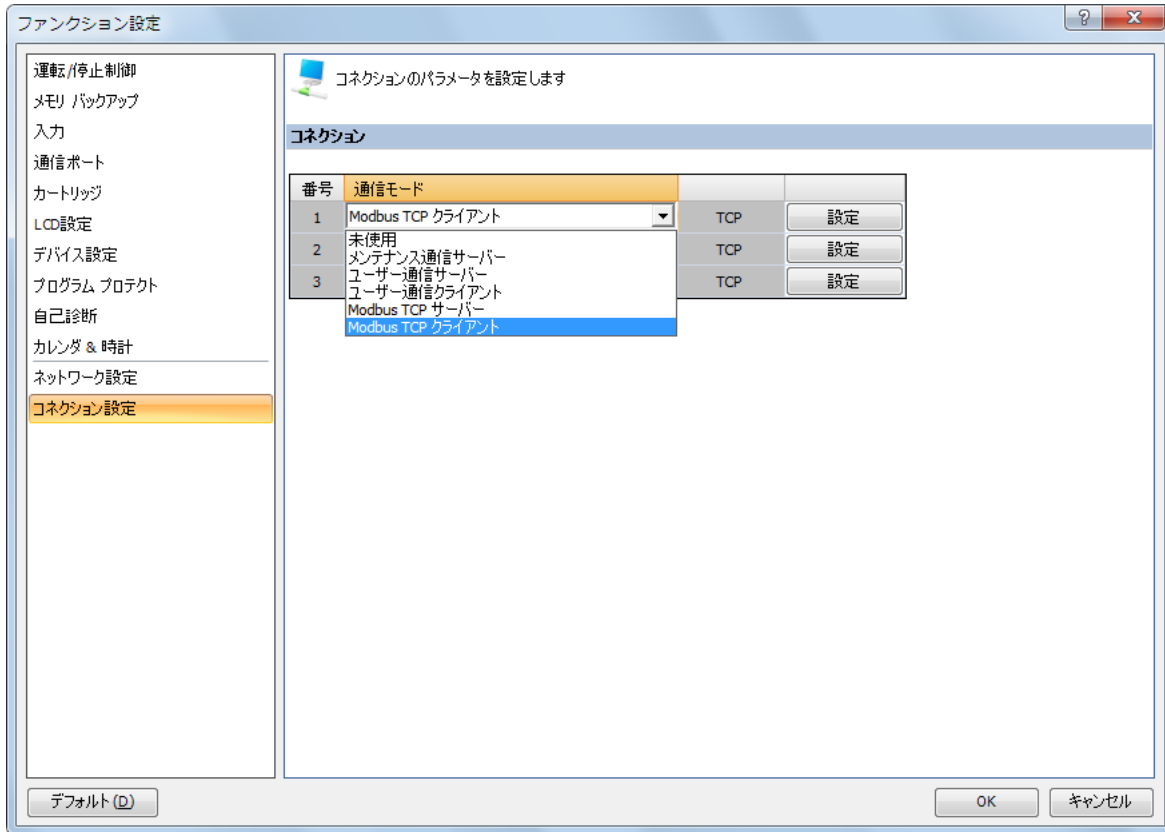 ファンクション設定
?
運転/停止制御
メモリ バックアップ
入力
通信ポート
カートリッジ
LCD設定
デバイス設定
プログラム プロテクト
自己診断
カレンダ & 時計
ネットワーク設定
コネクション設定
コネクションのパラメータを設定します
コネクション
番号 通信モード
1 Modbus TCP クライアント TCP 設定
2 TCP 設定
3 TCP 設定
未使用
メンテナンス通信サーバー
ユーザー通信サーバー
ユーザー通信クライアント
Modbus TCP サーバー
Modbus TCP クライアント
デフォルト(D) OK キャンセル